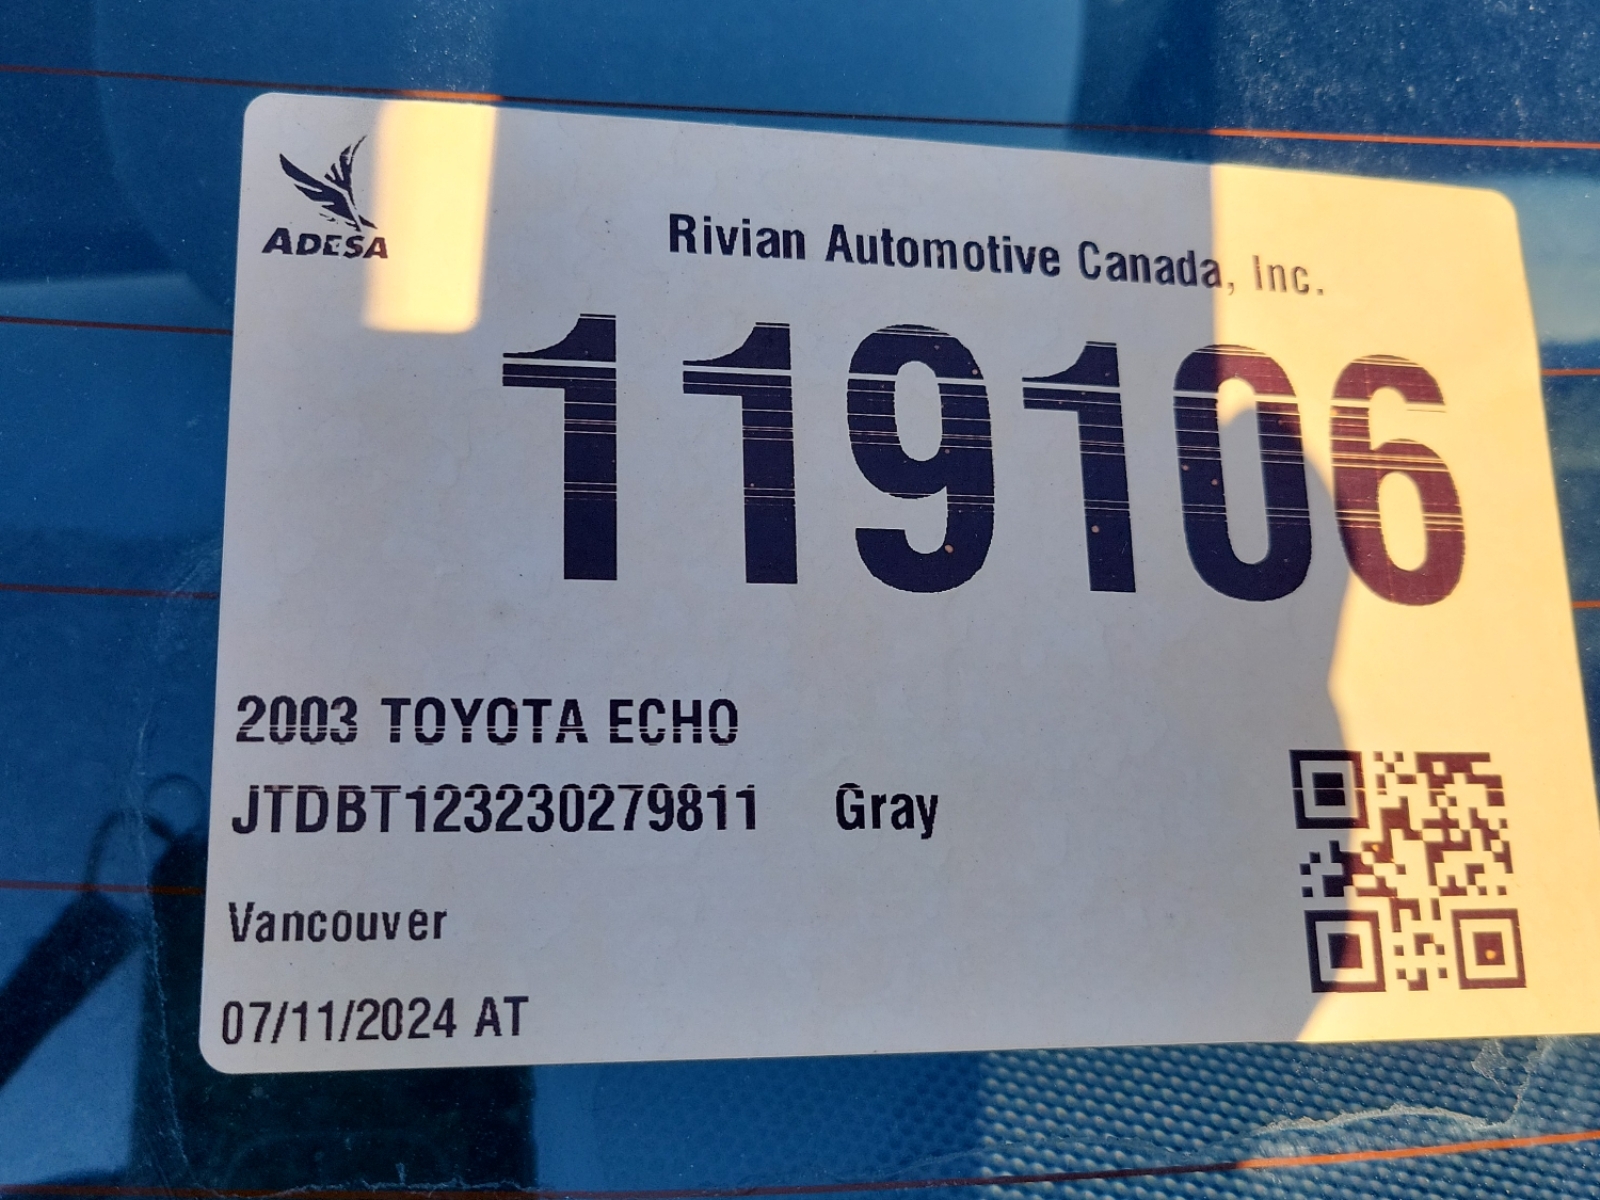 ADESA
Rivian Automotive Canada, Inc.
119106
2003 TOYOTA ECHO
JTDBT123230279811 Gray
Vancouver
07/11/2024 AT